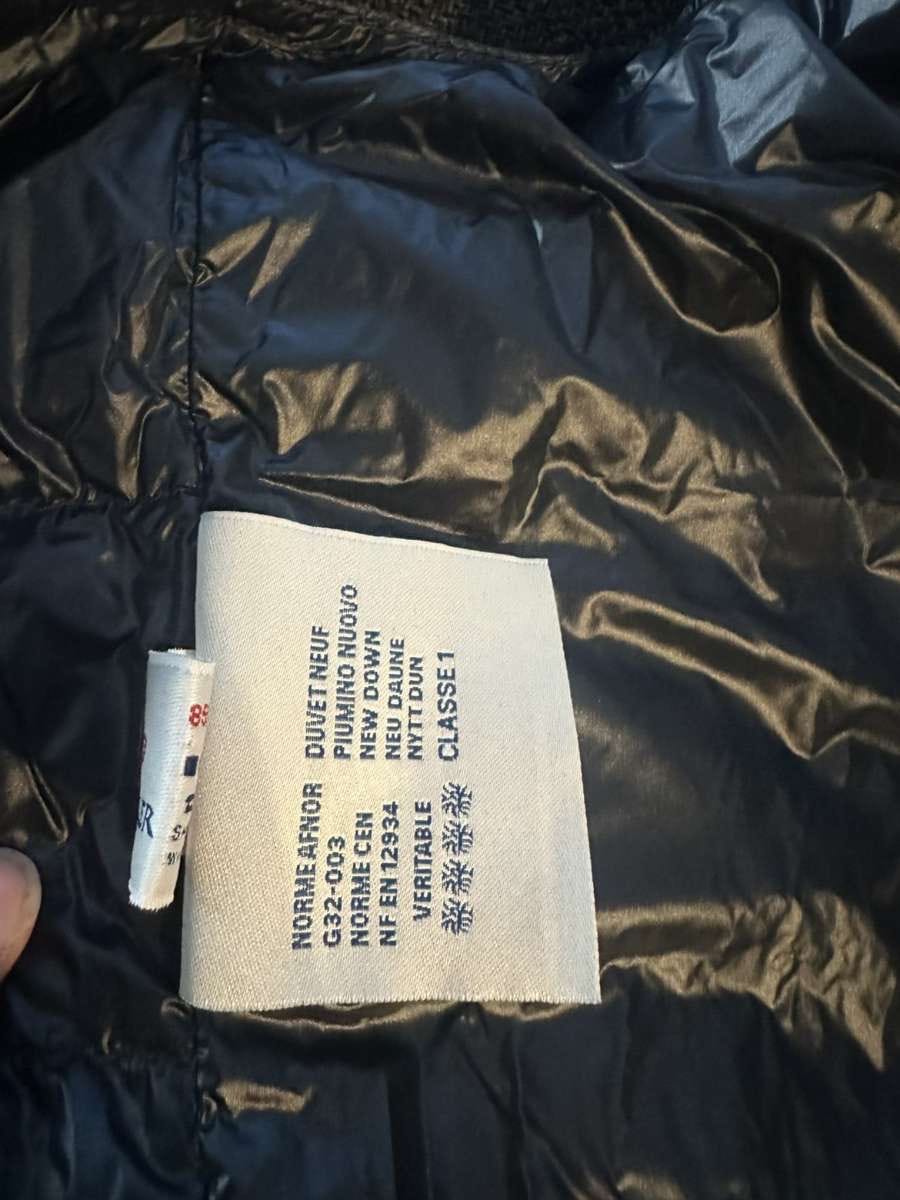 DUVET NEUF
PIUMINO NUOVO
NEW DOWN
NEU DAUNE
NYTT DUN
CLASSE 1
NORME AFNOR
G32-003
NORME CEN
NF EN 12934
VERITABLE